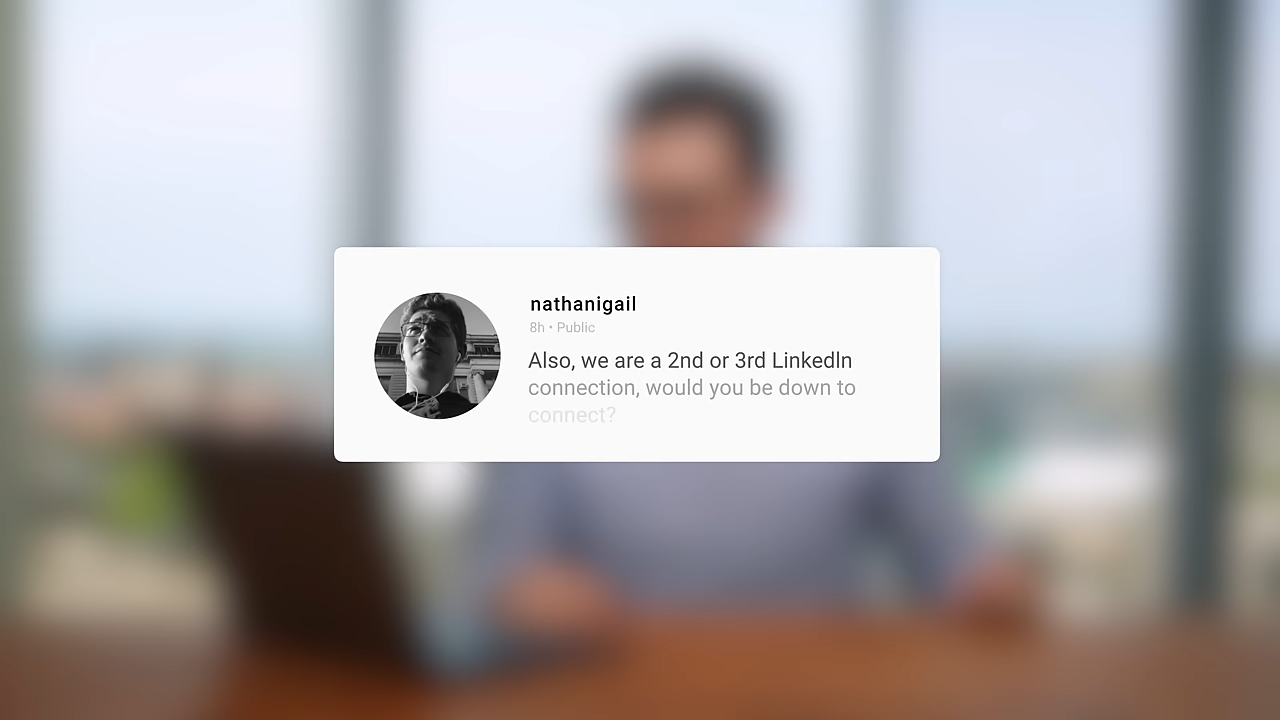 nathanigail
8h • Public
Also, we are a 2nd or 3rd LinkedIn
connection, would you be down to
connect?